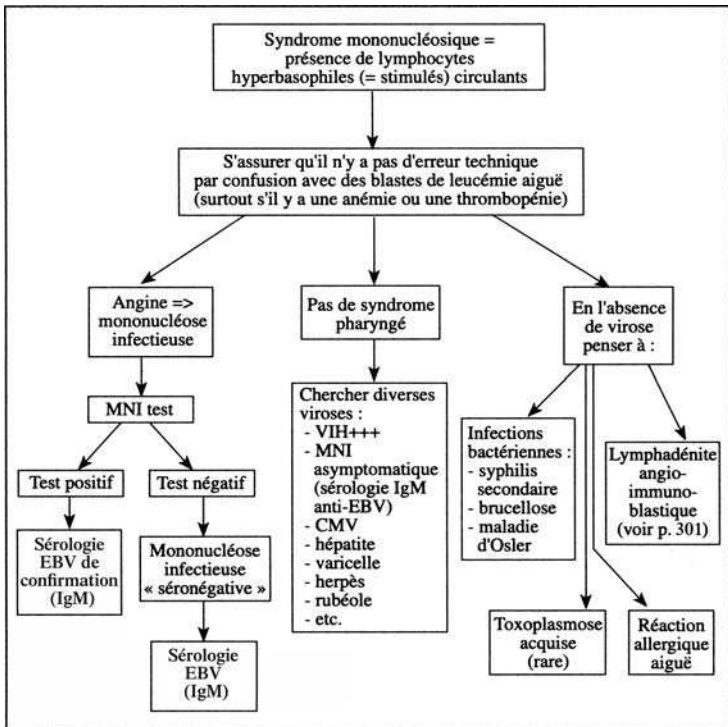 Syndrome mononucléosique =
présence de lymphocytes
hyperbasophiles (= stimulés) circulants
S'assurer qu'il n'y a pas d'erreur technique
par confusion avec des blastes de leucémie aiguë
(surtout s'il y a une anémie ou une thrombopénie)
Angine =>
mononucléose
infectieuse
MNI test
Test positif
Sérologie
EBV de
confirmation
(IgM)
Test négatif
Mononucléose
infectieuse
« séronégative »
Sérologie
EBV
(IgM)
Pas de syndrome
pharyngé
Chercher diverses
viroses :
- VIH+++
- MNI
asymptomatique
(sérologie IgM
anti-EBV)
- CMV
- hépatite
- varicelle
- herpès
- rubéole
- etc.
En l'absence
de virose
penser à :
Infections
bactériennes :
- syphilis
secondaire
- brucellose
- maladie
d'Osler
Lymphadénite
angio-
immuno-
blastique
(voir p. 301)
Toxoplasmose
acquise
(rare)
Réaction
allergique
aiguë